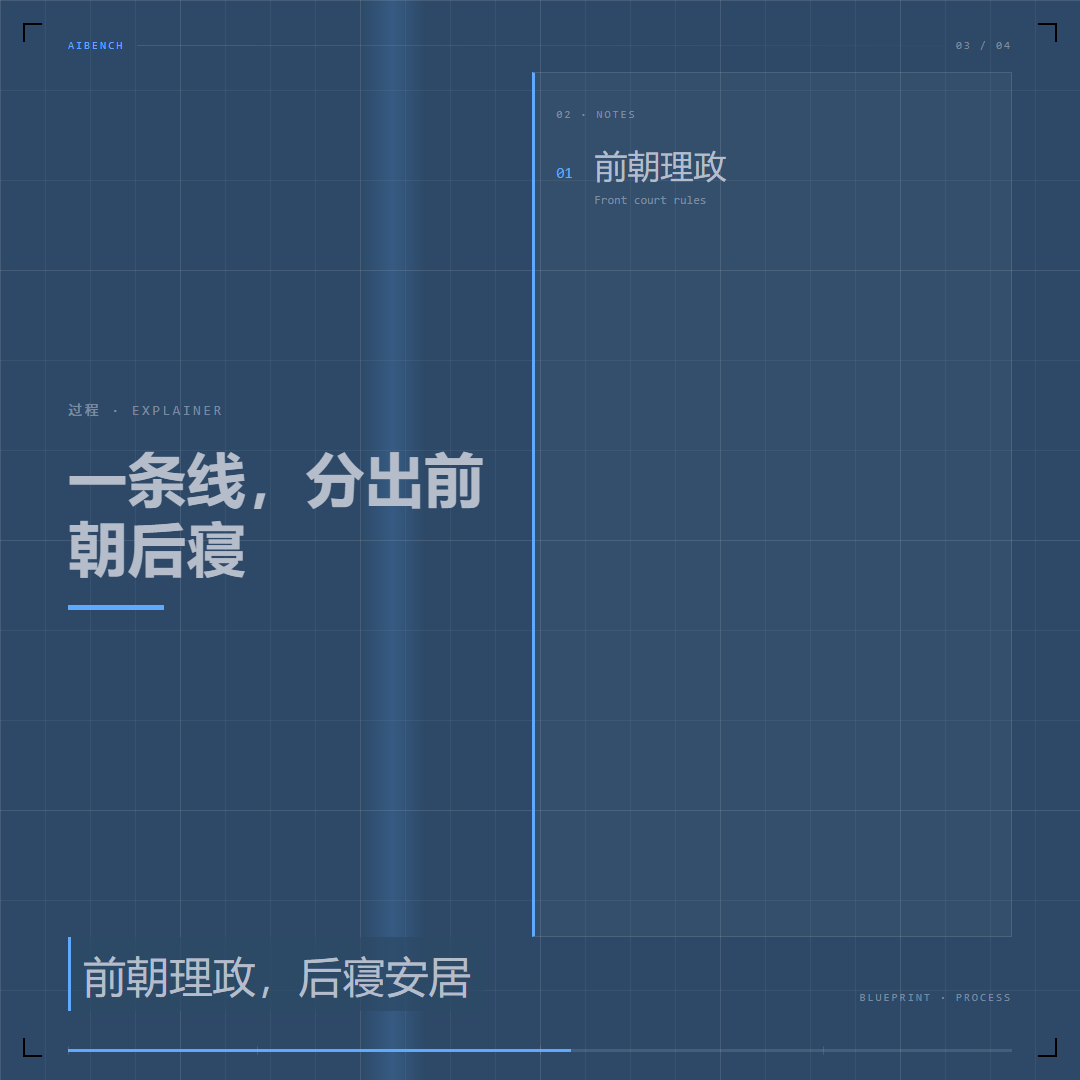 AIBENCH
03 / 04
02 · NOTES
01 前朝理政
Front court rules
过程 · EXPLAINER
一条线，分出前
朝后寝
前朝理政，后寝安居
BLUEPRINT · PROCESS